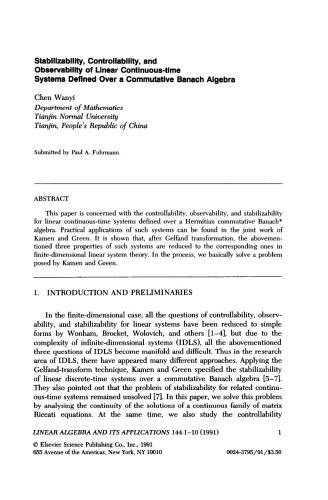 Stabilizability, Controllability, and
Observability of Linear Continuous-time
Systems Defined Over a Commutative Banach Algebra
Chen Wanyi
Department of Mathematics
Tianjin Normal University
Tianjin, People's Republic of China
Submitted by Paul A. Fuhrmann
ABSTRACT
This paper is concerned with the controllability, observability, and stabilizability
for linear continuous-time systems defined over a Hermitian commutative Banach*
algebra. Practical applications of such systems can be found in the joint work of
Kamen and Green. It is shown that, after Gelfand transformation, the abovemen-
tioned three properties of such systems are reduced to the corresponding ones in
finite-dimensional linear system theory. In the process, we basically solve a problem
posed by Kamen and Green.
1. INTRODUCTION AND PRELIMINARIES
In the finite-dimensional case, all the questions of controllability, observ-
ability, and stabilizability for linear systems have been reduced to simple
forms by Wonham, Brocket, Wolovich, and others [1-4], but due to the
complexity of infinite-dimensional systems (IDLS), all the abovementioned
three questions of IDLS become manifold and difficult. Thus in the research
area of IDLS, there have appeared many different approaches. Applying the
Gelfand-transform technique, Kamen and Green specified the stabilizability
of linear discrete-time systems over a commutative Banach algebra [5-7].
They also pointed out that the problem of stabilizability for related continu-
ous-time systems remained unsolved [7]. In this paper, we solve this problem
by analysing the continuity of the solutions of a continuous family of matrix
Riccati equations. At the same time, we also study the controllability
LINEAR ALGEBRA AND ITS APPLICATIONS 144:1-10 (1991) 1
© Elsevier Science Publishing Co., Inc., 1991
655 Avenue of the Americas, New York, NY 10010 0024-3795/91/$3.50